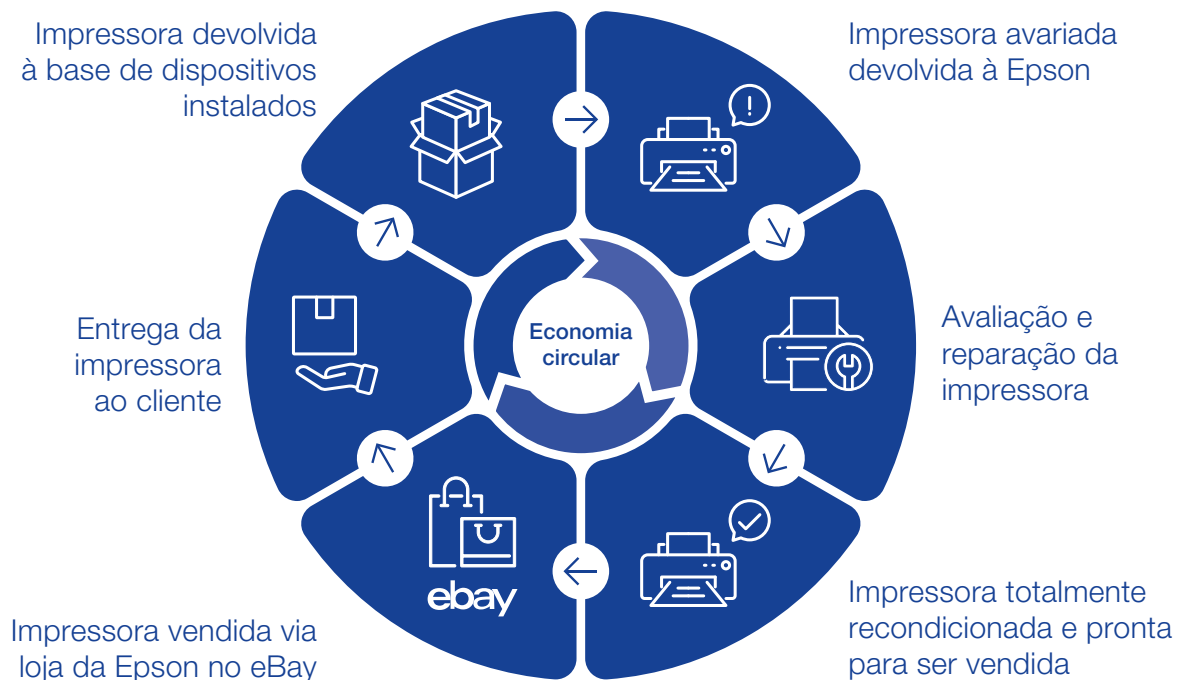 Impressora devolvida
à base de dispositivos
instalados
Impressora avariada
devolvida à Epson
Avaliação e
reparação da
impressora
Impressora totalmente
recondicionada e pronta
para ser vendida
ebay
Impressora vendida via
loja da Epson no eBay
Entrega da
impressora
ao cliente
Economia
circular